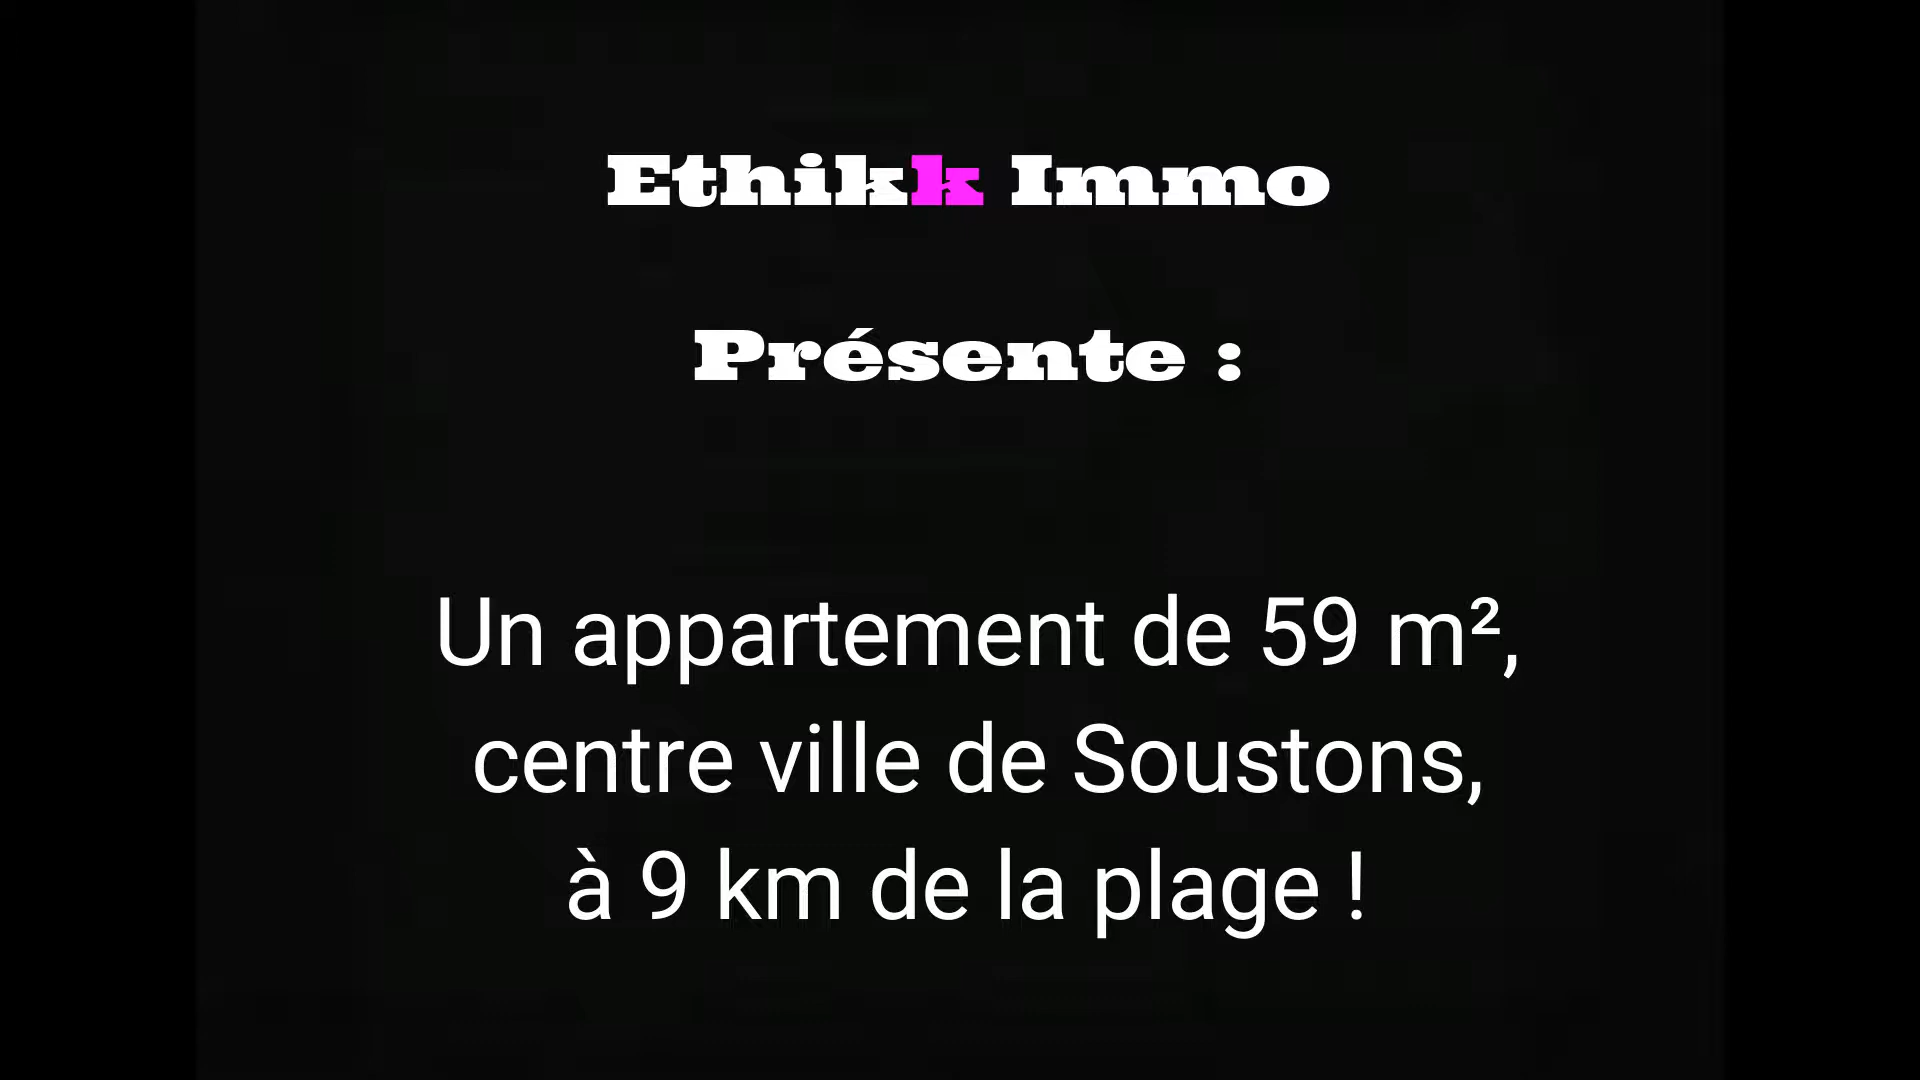 Ethikk Immo
Présente :
Un appartement de 59 m²,
centre ville de Soustons,
à 9 km de la plage !